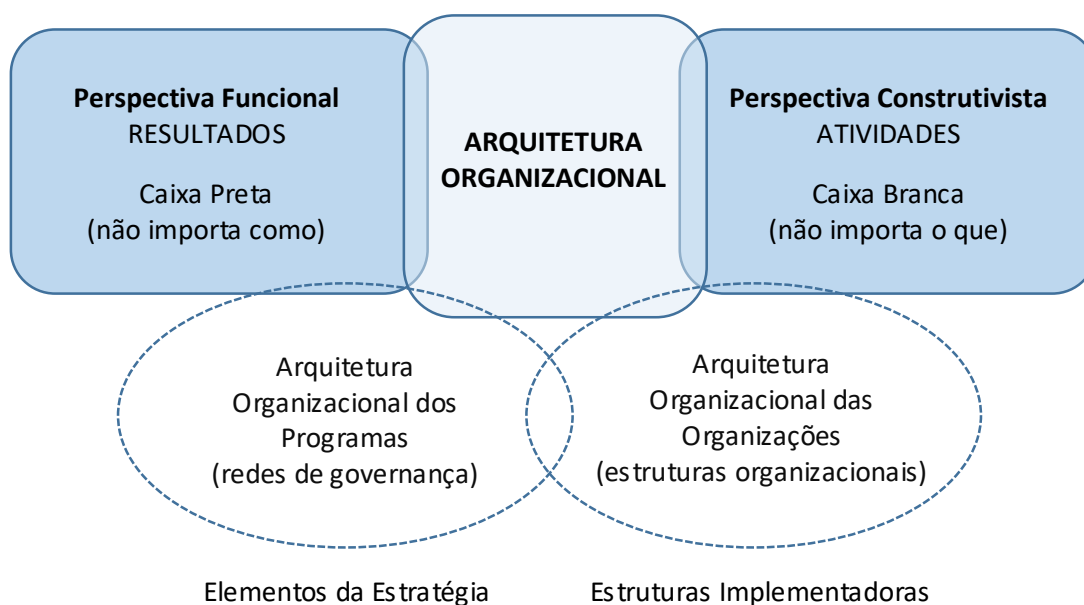 Perspectiva Funcional
RESULTADOS
Caixa Preta
(não importa como)
ARQUITETURA
ORGANIZACIONAL
Perspectiva Construtivista
ATIVIDADES
Caixa Branca
(não importa o que)
Arquitetura
Organizacional dos
Programas
(redes de governança)
Arquitetura
Organizacional das
Organizações
(estruturas organizacionais)
Elementos da Estratégia
Estruturas Implementadoras